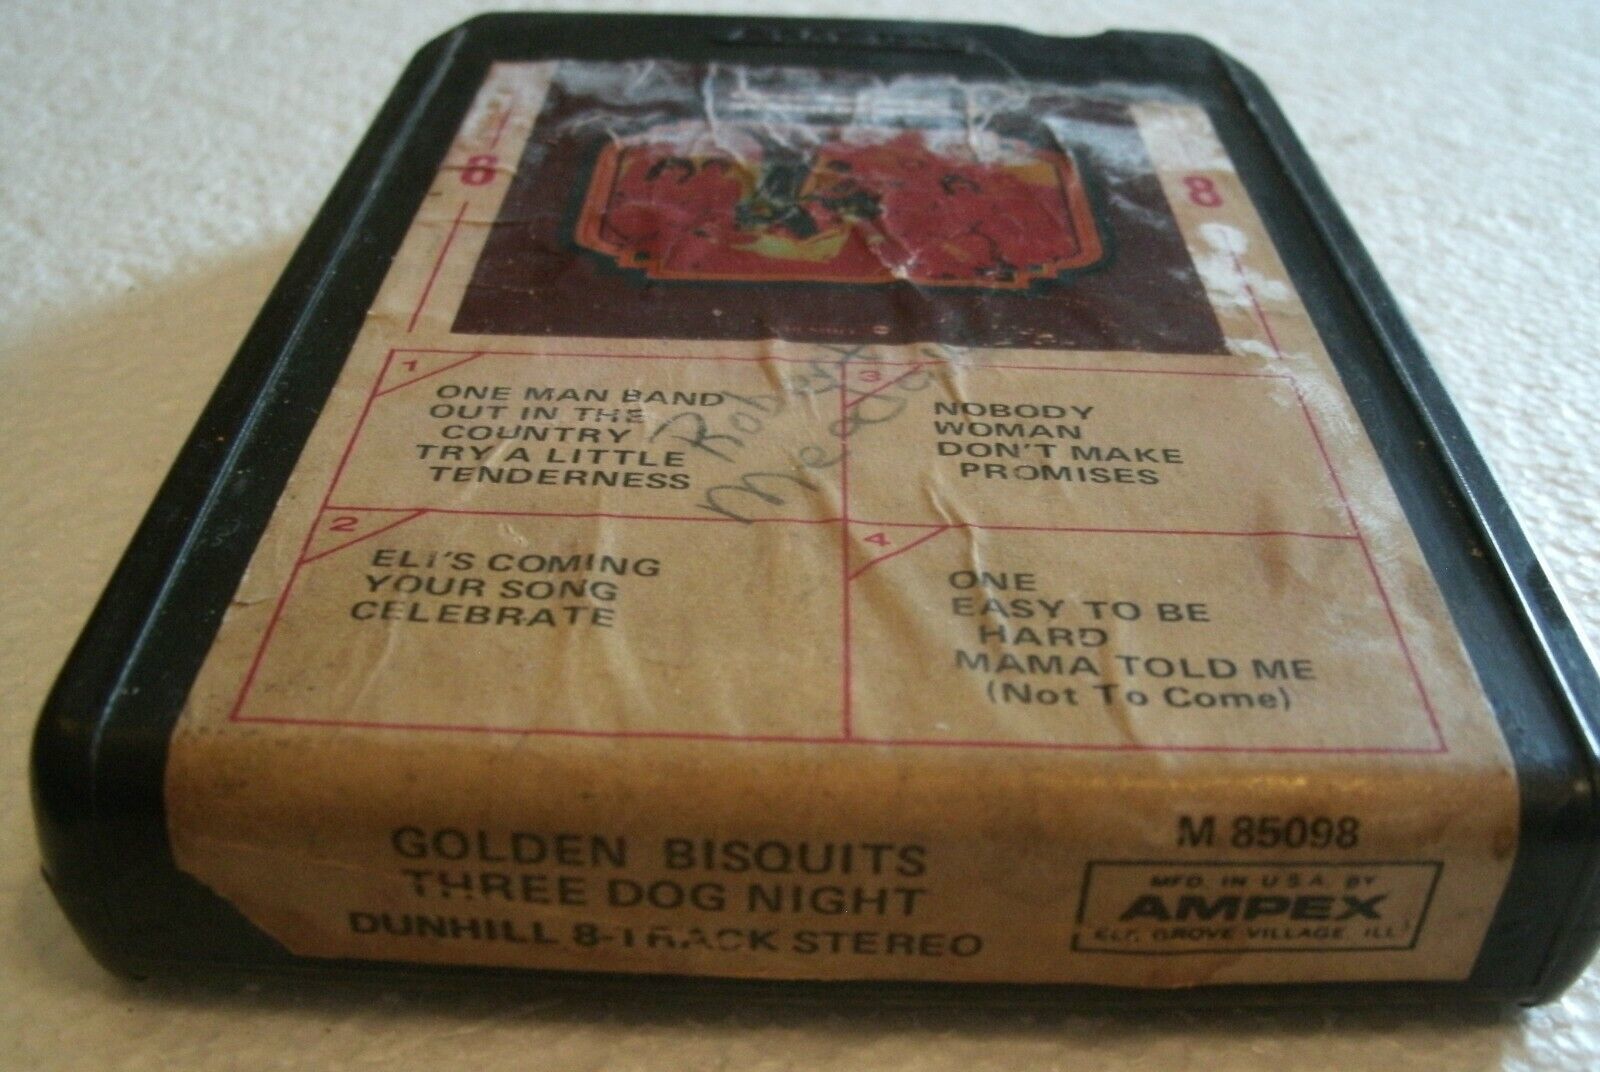 8
8
1
ONE MAN BAND
OUT IN THE
COUNTRY
TRY A LITTLE
TENDERNESS
Robert
Meade
3
NOBODY
WOMAN
DON'T MAKE
PROMISES
2
ELI'S COMING
YOUR SONG
CELEBRATE
4
ONE
EASY TO BE
HARD
MAMA TOLD ME
(Not To Come)
GOLDEN BISQUITS
THREE DOG NIGHT
DUNHILL 8-TRACK STEREO
M 85098
MFD. IN U.S.A. BY
AMPEX
ELK GROVE VILLAGE, ILL.